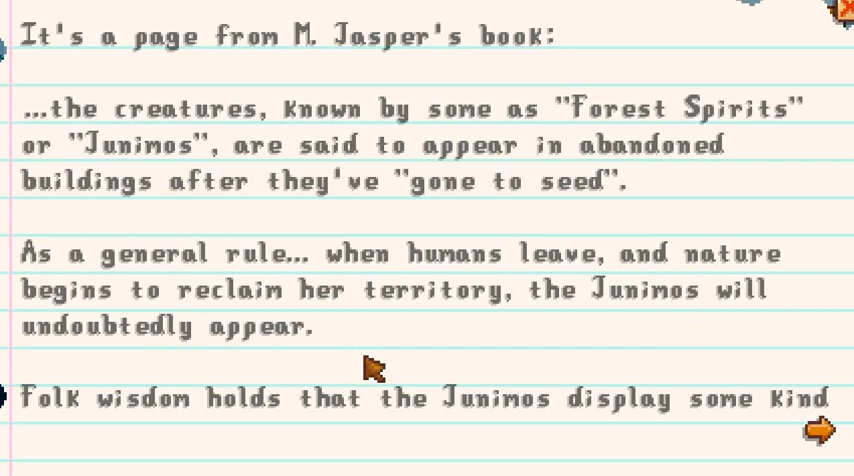 It's a page from M. Jasper's book:
...the creatures, known by some as "Forest Spirits"
or "Junimos", are said to appear in abandoned
buildings after they've "gone to seed".
As a general rule... when humans leave, and nature
begins to reclaim her territory, the Junimos will
undoubtedly appear.
Folk wisdom holds that the Junimos display some kind